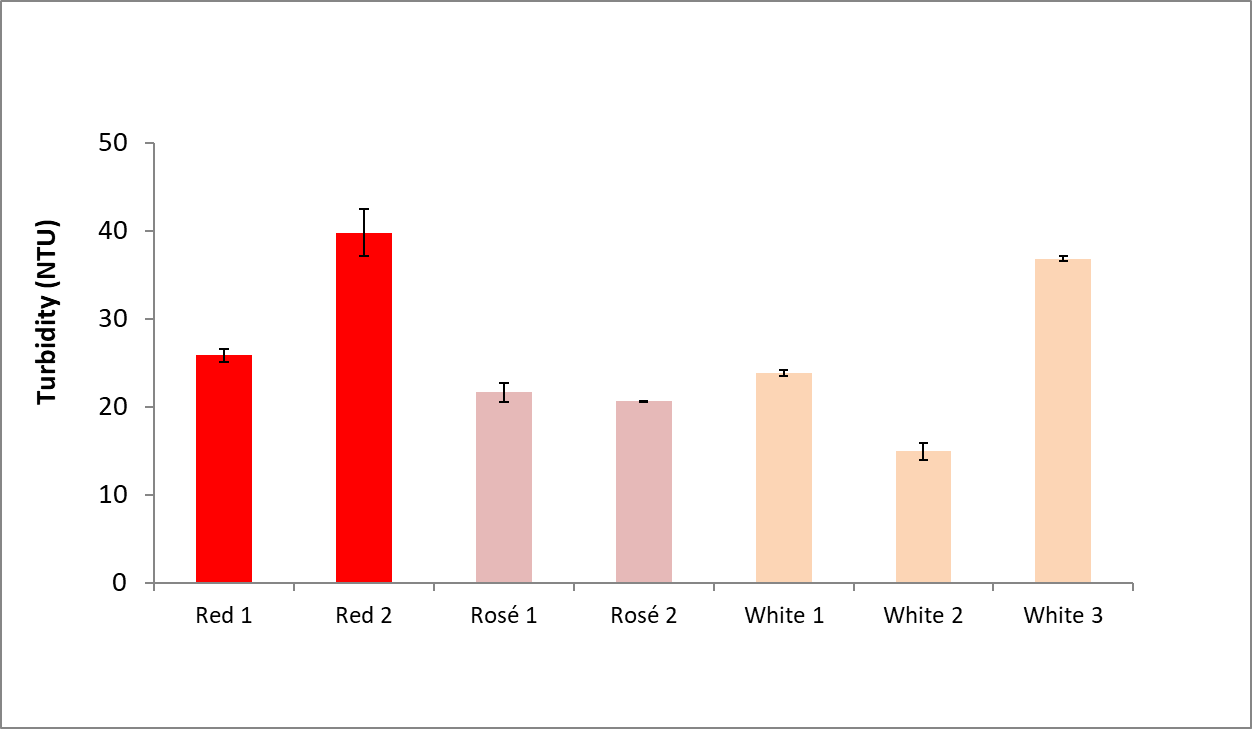 Turbidity (NTU)
50
40
30
20
10
0
Red 1
Red 2
Rosé 1
Rosé 2
White 1
White 2
White 3